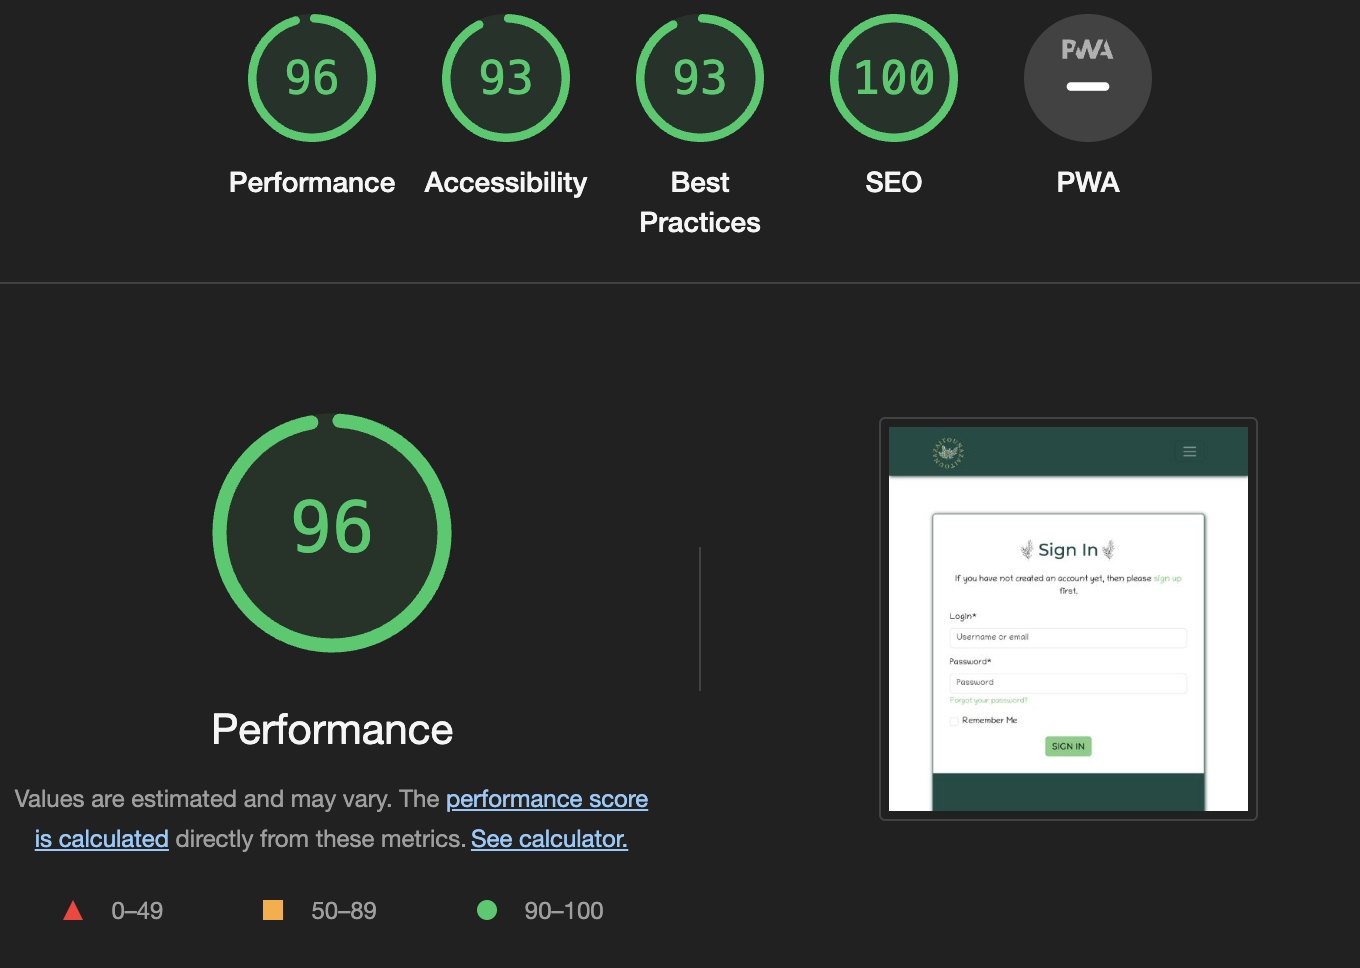 96
93
93
100
PWA
Performance
Accessibility
Best
Practices
SEO
PWA
96
Performance
Values are estimated and may vary. The performance score
is calculated directly from these metrics. See calculator.
0–49
50–89
90–100
Sign In
If you have not created an account yet, then please sign up
first.
Login*
Username or email
Password*
Password
Forgot your password?
Remember Me
SIGN IN